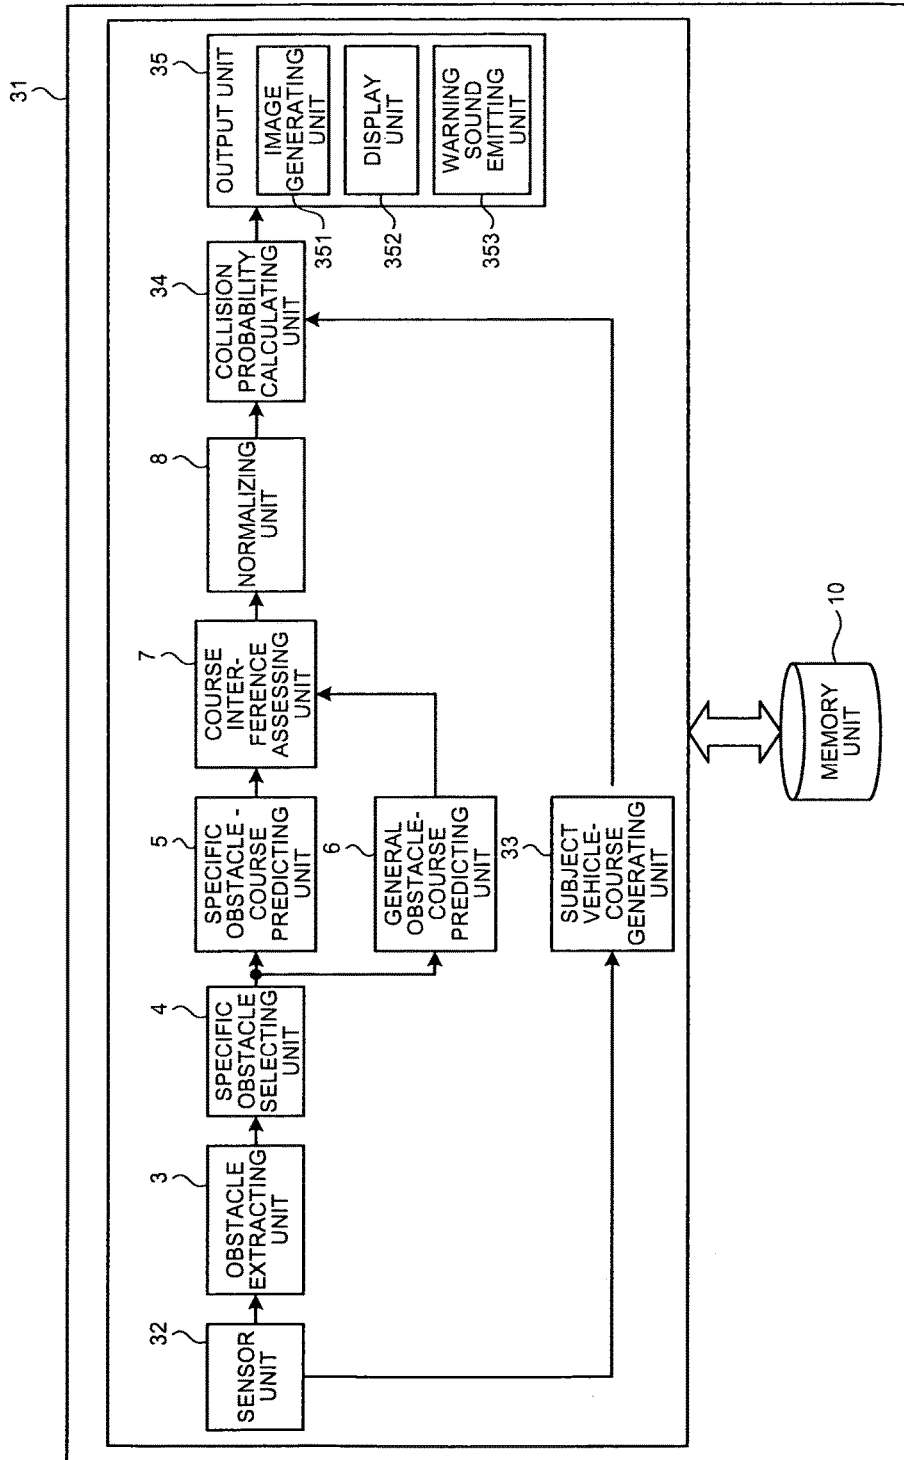 31
32
SENSOR
UNIT
3
OBSTACLE
EXTRACTING
UNIT
4
SPECIFIC
OBSTACLE
SELECTING
UNIT
5
SPECIFIC
OBSTACLE -
COURSE
PREDICTING
UNIT
6
GENERAL
OBSTACLE-
COURSE
PREDICTING
UNIT
33
SUBJECT
VEHICLE-
COURSE
GENERATING
UNIT
7
COURSE
INTER-
FERENCE
ASSESSING
UNIT
8
NORMALIZING
UNIT
34
COLLISION
PROBABILITY
CALCULATING
UNIT
35
OUTPUT UNIT
IMAGE
GENERATING
UNIT
351
DISPLAY
UNIT
352
WARNING
SOUND
EMITTING
UNIT
353
10
MEMORY
UNIT